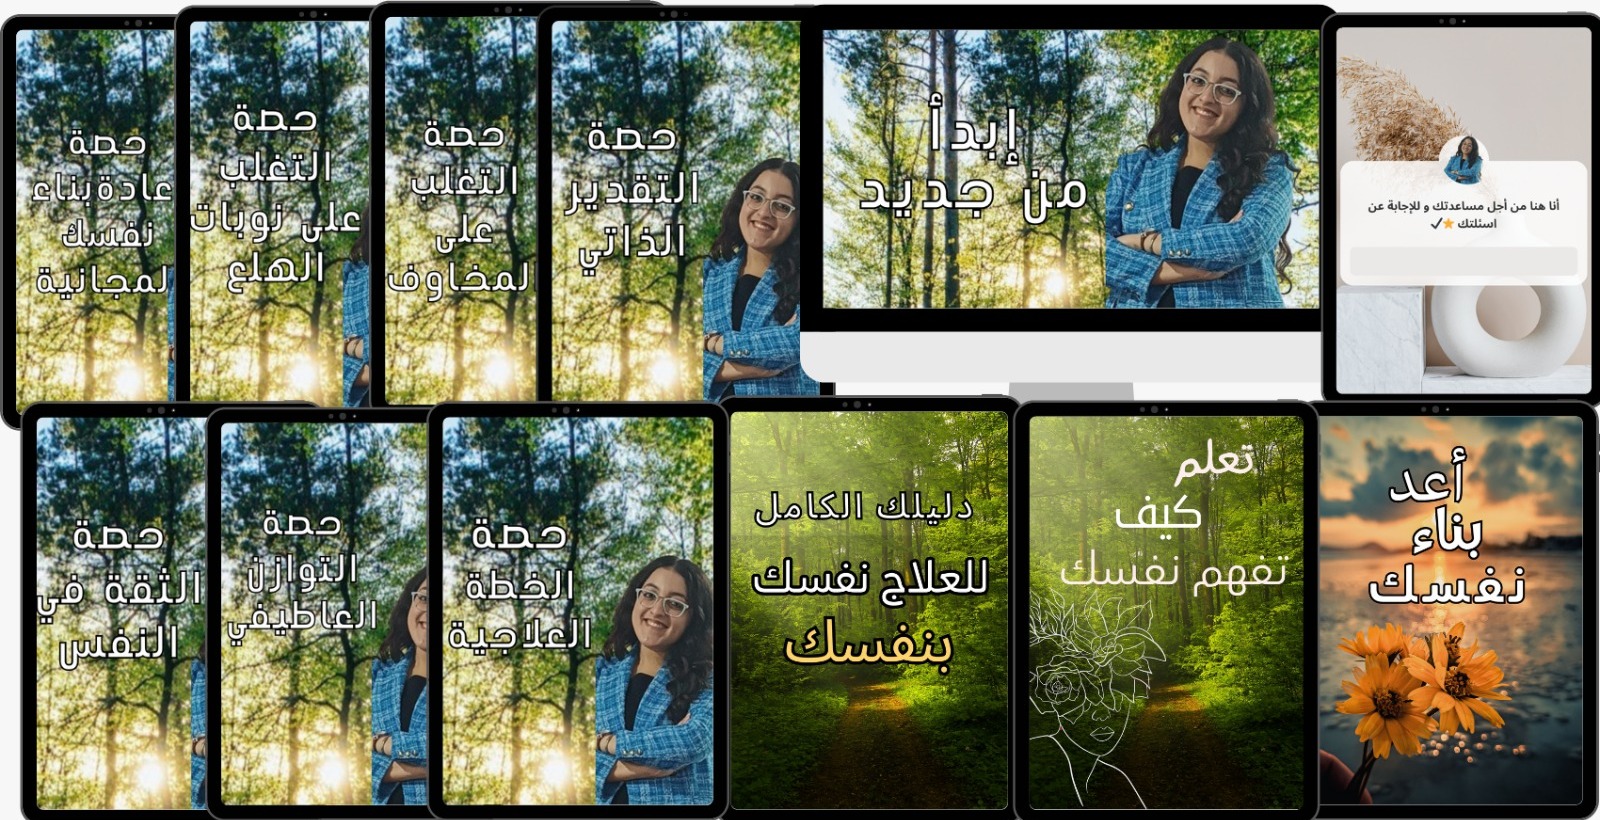 حصة
عادة بناء
نفسك
المجانية
حصة
التغلب
على نوبات
الهلع
حصة
التغلب
على
المخاوف
حصة
التقدير
الذاتي
إبدأ
من جديد
أنا هنا من أجل مساعدتك و للإجابة عن
اسئلتك
حصة
الثقة في
النفس
حصة
التوازن
العاطيفي
حصة
الخطة
العلاجية
دليلك الكامل
للعلاج نفسك
بنفسك
تعلم
كيف
تفهم نفسك
أعد
بناء
نفسك